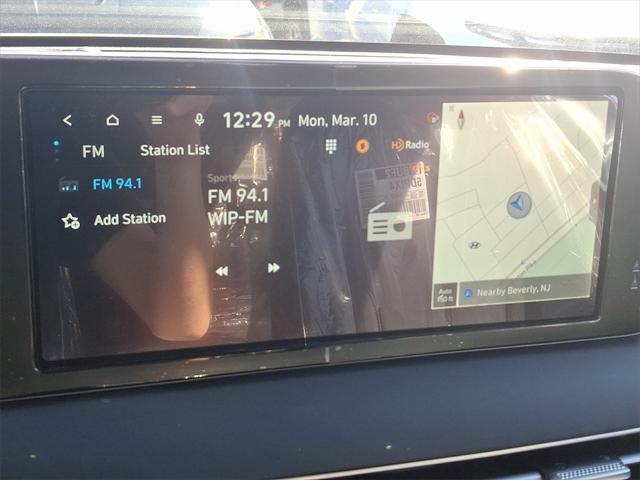 12:29 PM Mon, Mar. 10
FM Station List HD Radio
FM 94.1
Sports
FM 94.1
WIP-FM
Add Station
Auto
Nearby Beverly, NJ